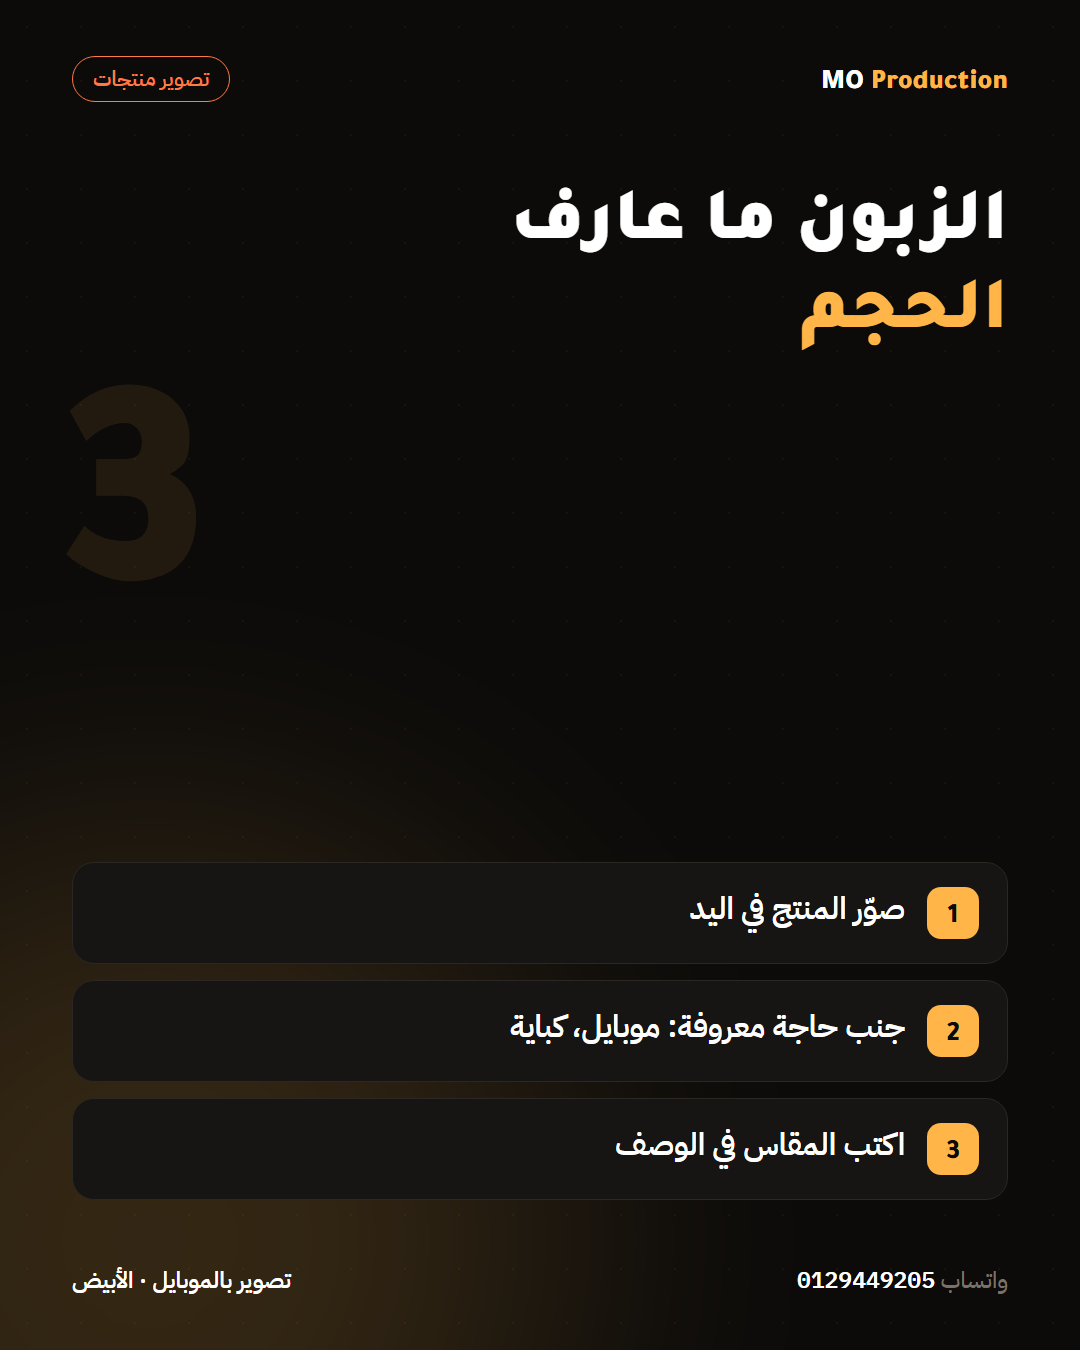 MO Production
تصوير منتجات
الزبون ما عارف
الحجم
3
1 صوّر المنتج في اليد
2 جنب حاجة معروفة: موبايل، كباية
3 اكتب المقاس في الوصف
واتساب 0129449205
تصوير بالموبايل · الأبيض